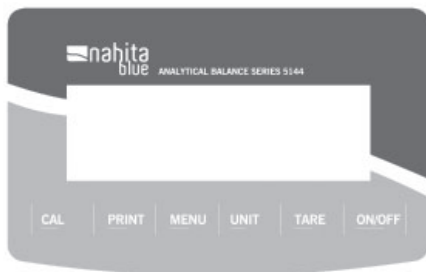 nahita
blue ANALYTICAL BALANCE SERIES 5144
CAL PRINT MENU UNIT TARE ON/OFF